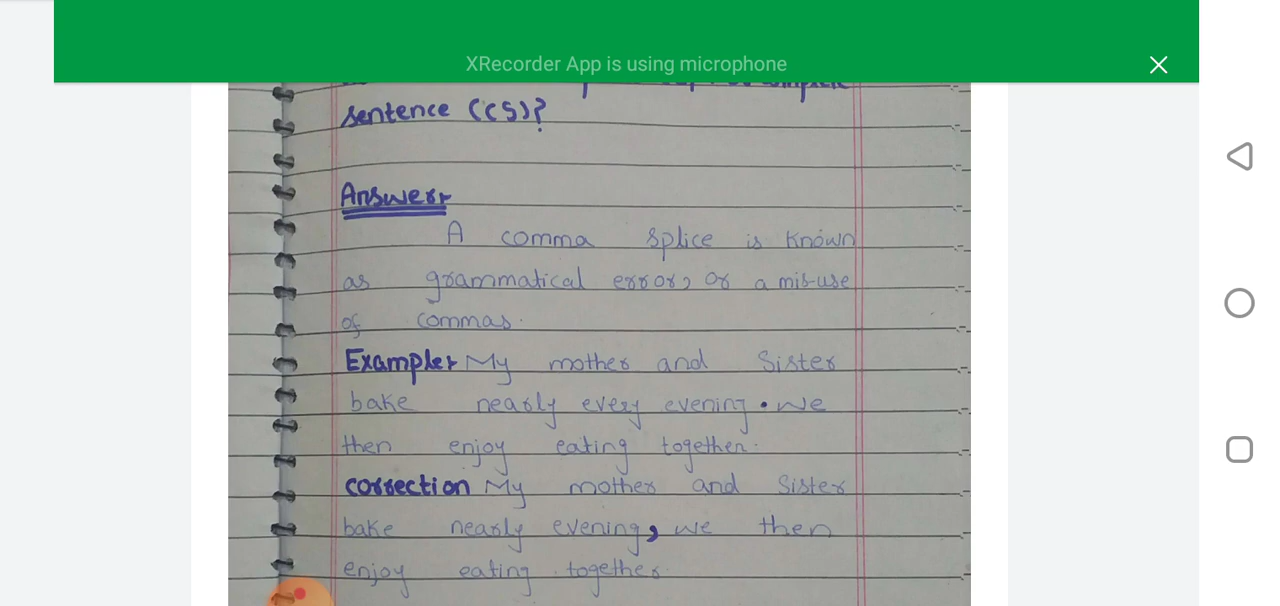 XRecorder App is using microphone
sentence (CS)?
Answer:
A comma splice is known
as grammatical error, or a mis-use
of commas.
Example: My mother and Sister
bake nearly every evening. we
then enjoy eating together.
correction My mother and Sister
bake nearly evening, we then
enjoy eating together.